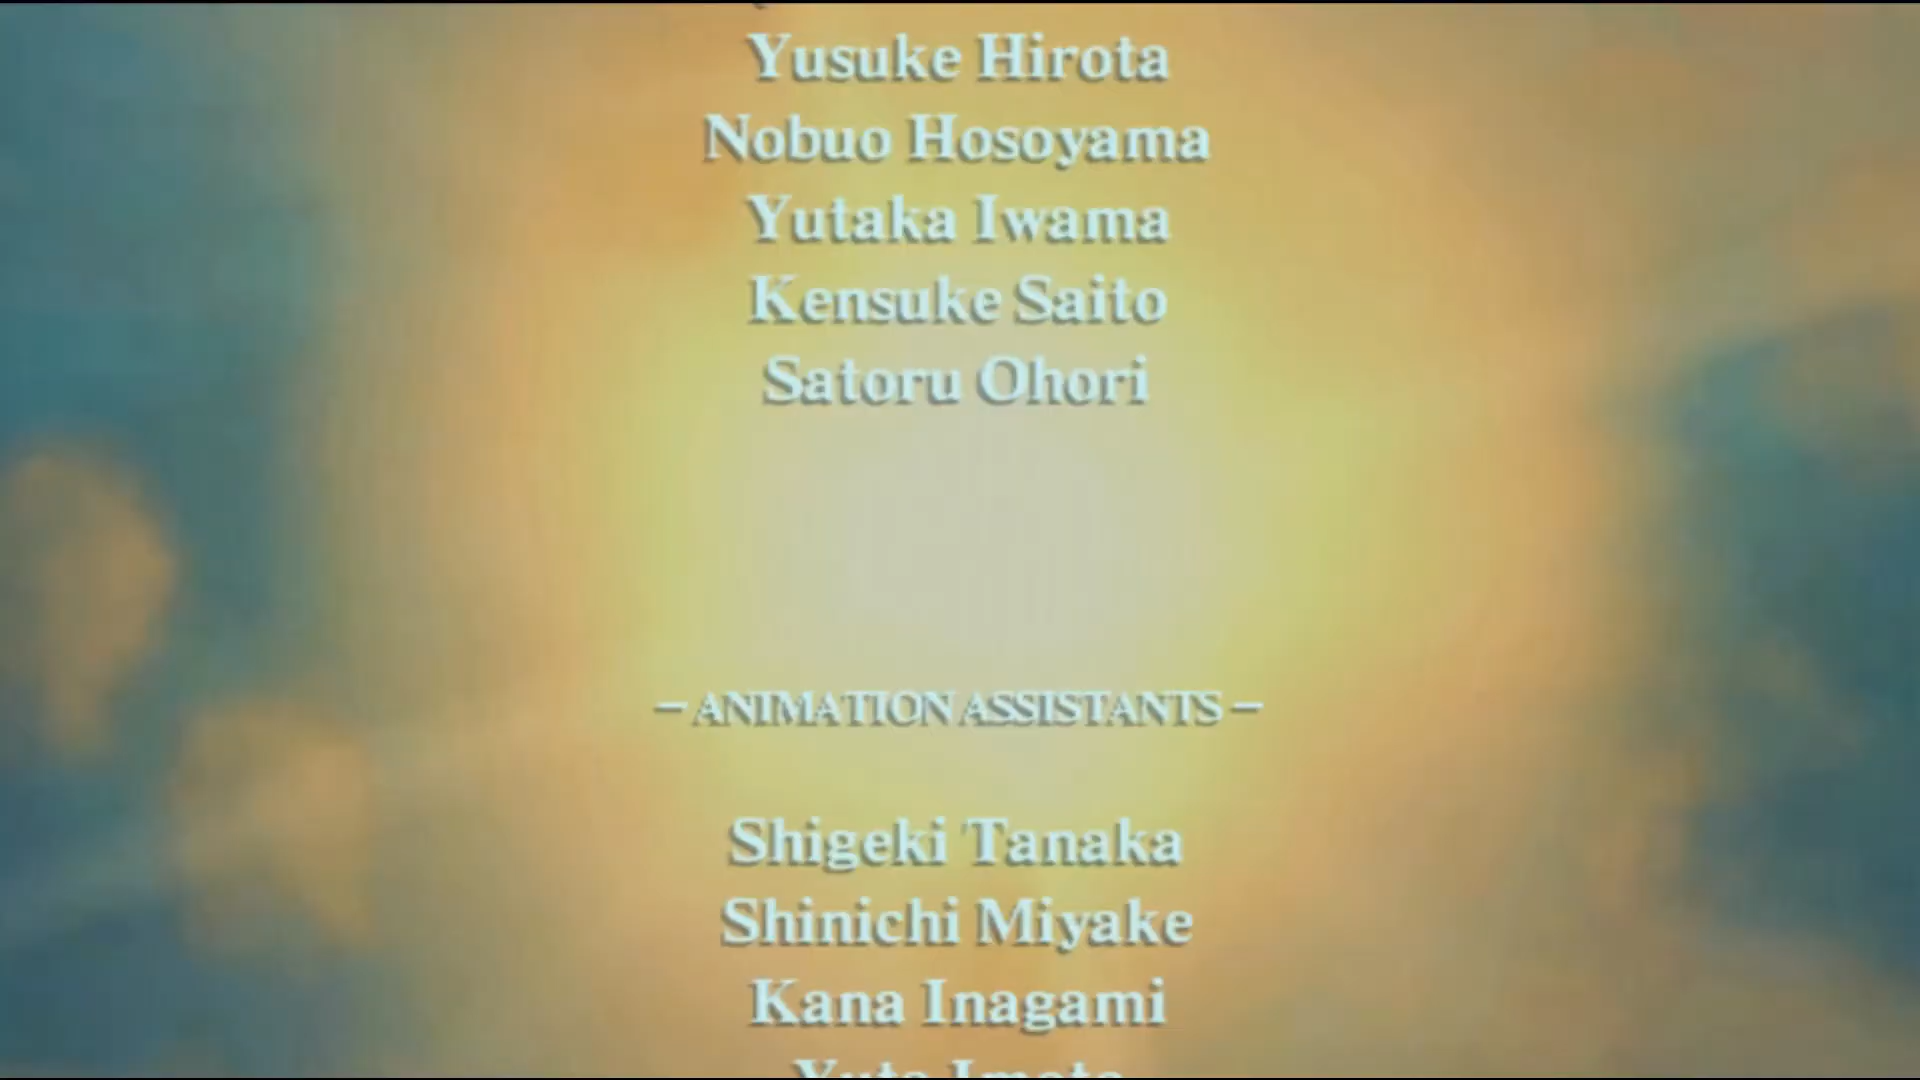 Yusuke Hirota
Nobuo Hosoyama
Yutaka Iwama
Kensuke Saito
Satoru Ohori
– ANIMATION ASSISTANTS –
Shigeki Tanaka
Shinichi Miyake
Kana Inagami